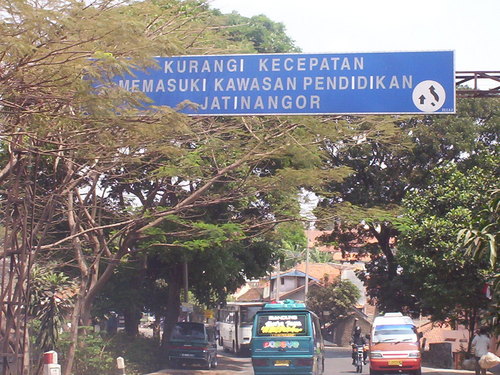 KURANGI KECEPATAN
MEMASUKI KAWASAN PENDIDIKAN
JATINANGOR